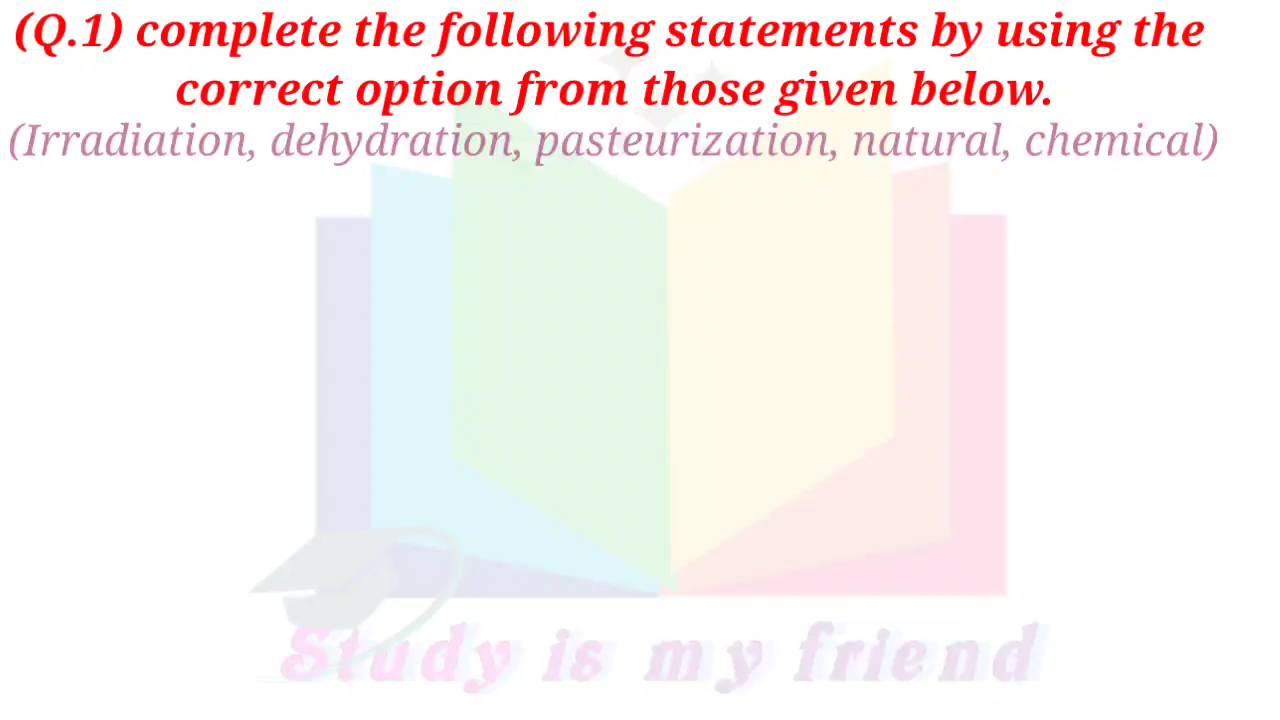 (Q.1) complete the following statements by using the
correct option from those given below.
(Irradiation, dehydration, pasteurization, natural, chemical)
Study is my friend